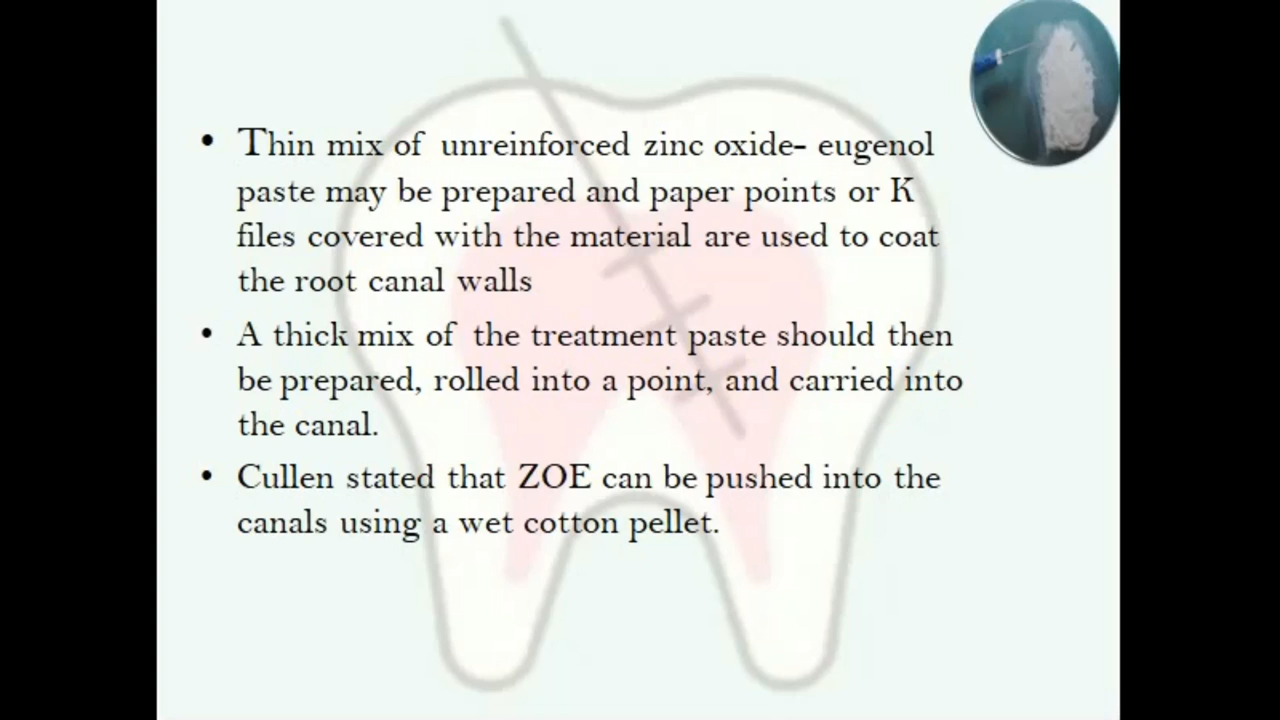 • Thin mix of unreinforced zinc oxide- eugenol
paste may be prepared and paper points or K
files covered with the material are used to coat
the root canal walls
• A thick mix of the treatment paste should then
be prepared, rolled into a point, and carried into
the canal.
• Cullen stated that ZOE can be pushed into the
canals using a wet cotton pellet.